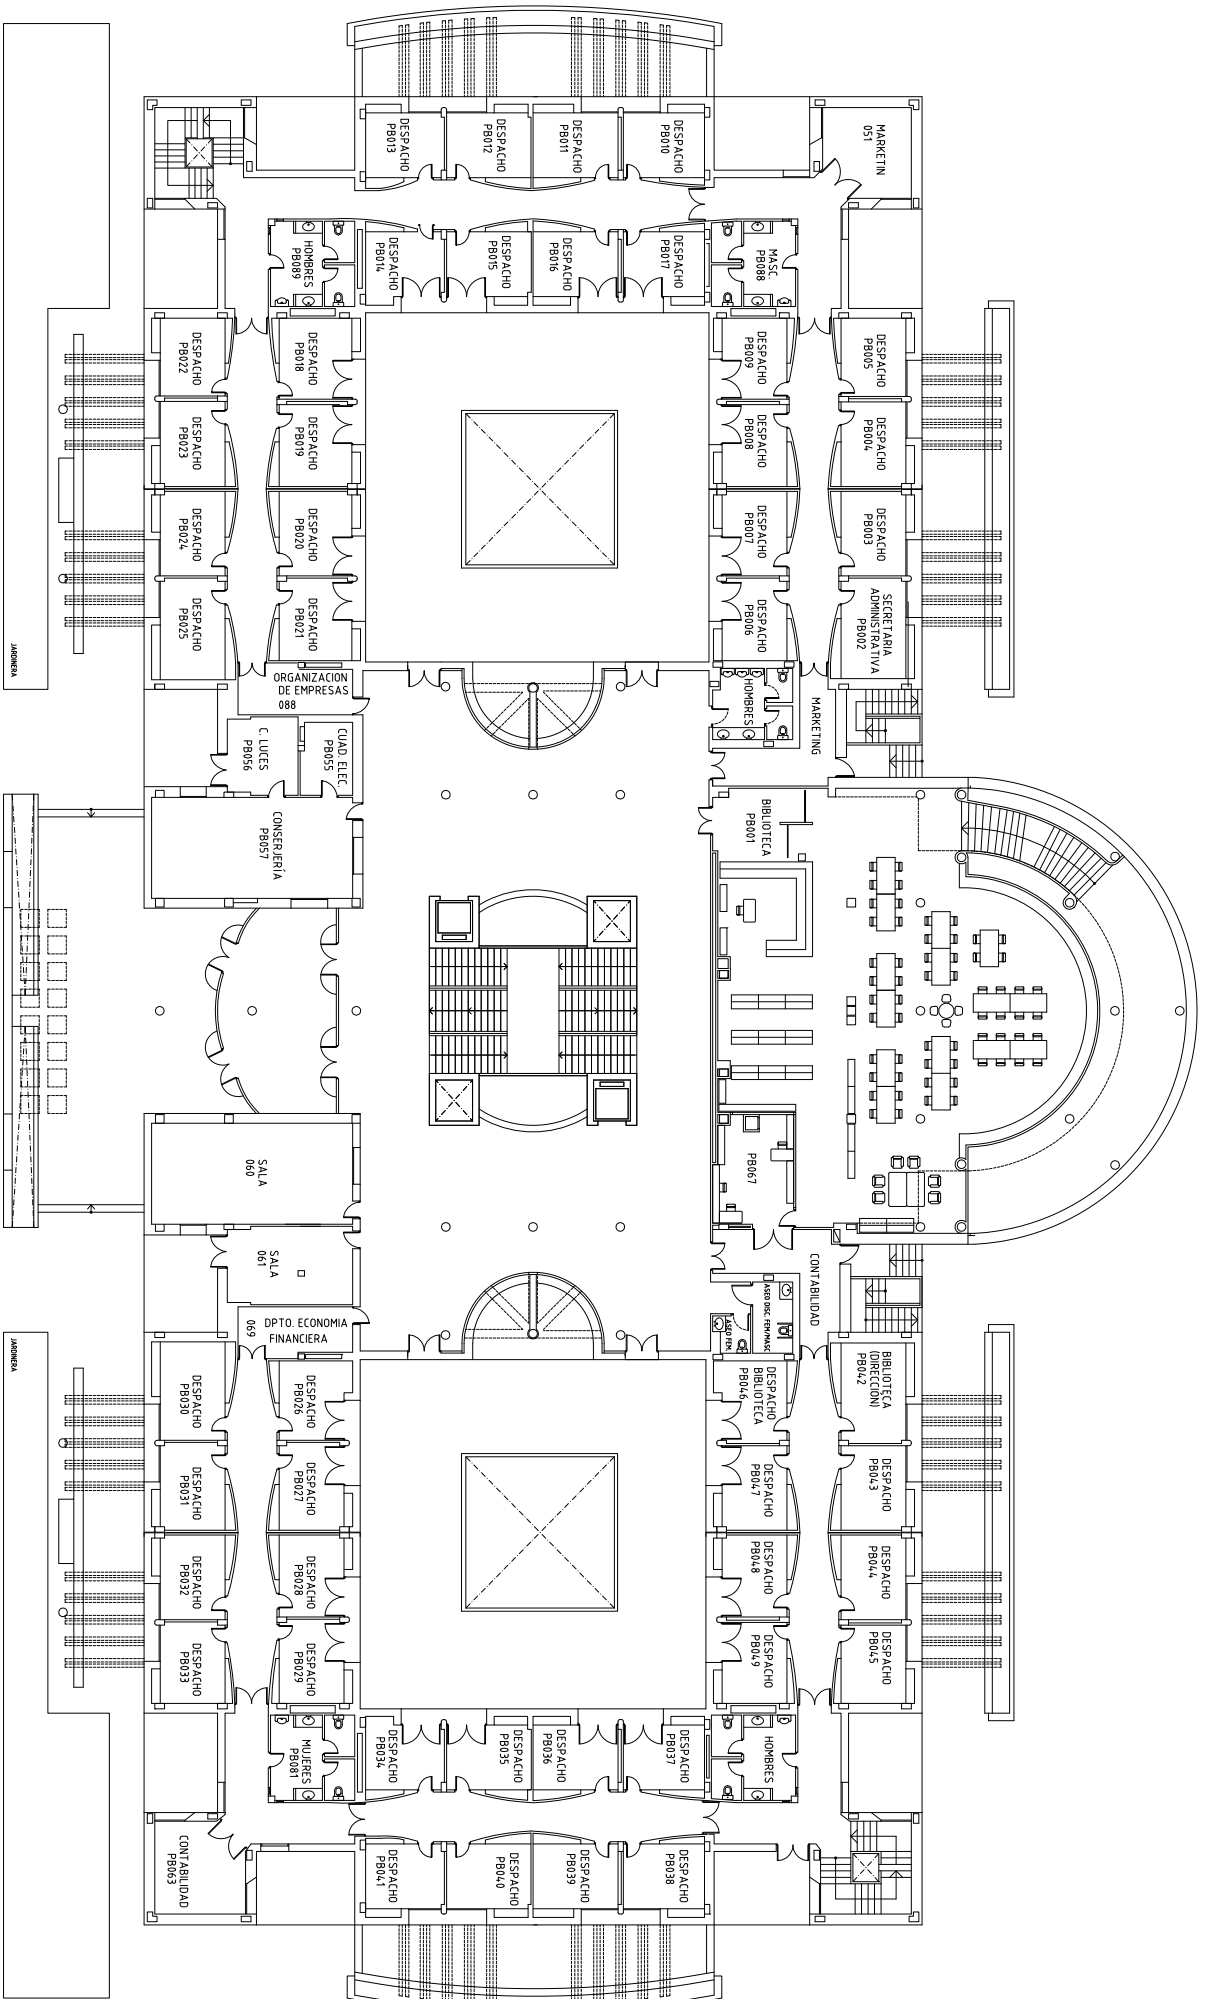 DESPACHO
PB013
DESPACHO
PB012
DESPACHO
PB011
DESPACHO
PB010
MARKETIN
051
HOMBRES
PB089
DESPACHO
PB014
DESPACHO
PB015
DESPACHO
PB016
DESPACHO
PB017
MASC.
PB088
DESPACHO
PB022
DESPACHO
PB018
DESPACHO
PB009
DESPACHO
PB005
DESPACHO
PB023
DESPACHO
PB019
DESPACHO
PB008
DESPACHO
PB004
DESPACHO
PB024
DESPACHO
PB020
DESPACHO
PB007
DESPACHO
PB003
DESPACHO
PB025
DESPACHO
PB021
DESPACHO
PB006
SECRETARIA
ADMINISTRATIVA
PB002
JARDINERA
ORGANIZACION
DE EMPRESAS
088
HOMBRES
MARKETING
C. LUCES
PB056
CUAD. ELEC.
PB055
CONSERJERÍA
PB057
BIBLIOTECA
PB001
SALA
060
PB067
SALA
061
CONTABILIDAD
069
DPTO. ECONOMIA
FINANCIERA
ASEO DISC. FEM/MASC
ASEO FEM.
JARDINERA
DESPACHO
PB030
DESPACHO
PB026
DESPACHO
BIBLIOTECA
PB046
BIBLIOTECA
(DIRECCIÓN)
PB042
DESPACHO
PB031
DESPACHO
PB027
DESPACHO
PB047
DESPACHO
PB043
DESPACHO
PB032
DESPACHO
PB028
DESPACHO
PB048
DESPACHO
PB044
DESPACHO
PB033
DESPACHO
PB029
DESPACHO
PB049
DESPACHO
PB045
MUJERES
PB081
DESPACHO
PB034
DESPACHO
PB035
DESPACHO
PB036
DESPACHO
PB037
HOMBRES
CONTABILIDAD
PB063
DESPACHO
PB041
DESPACHO
PB040
DESPACHO
PB039
DESPACHO
PB038